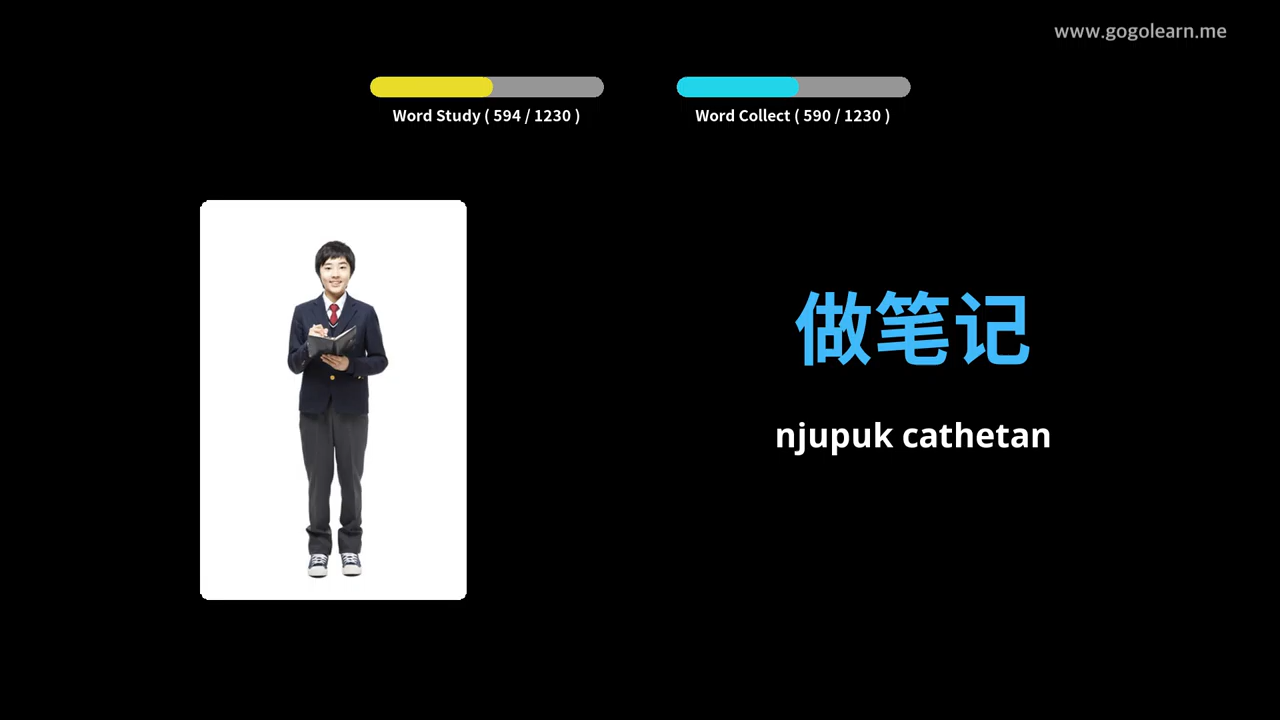 www.gogolearn.me
Word Study ( 594 / 1230 )
Word Collect ( 590 / 1230 )
做笔记
njupuk cathetan